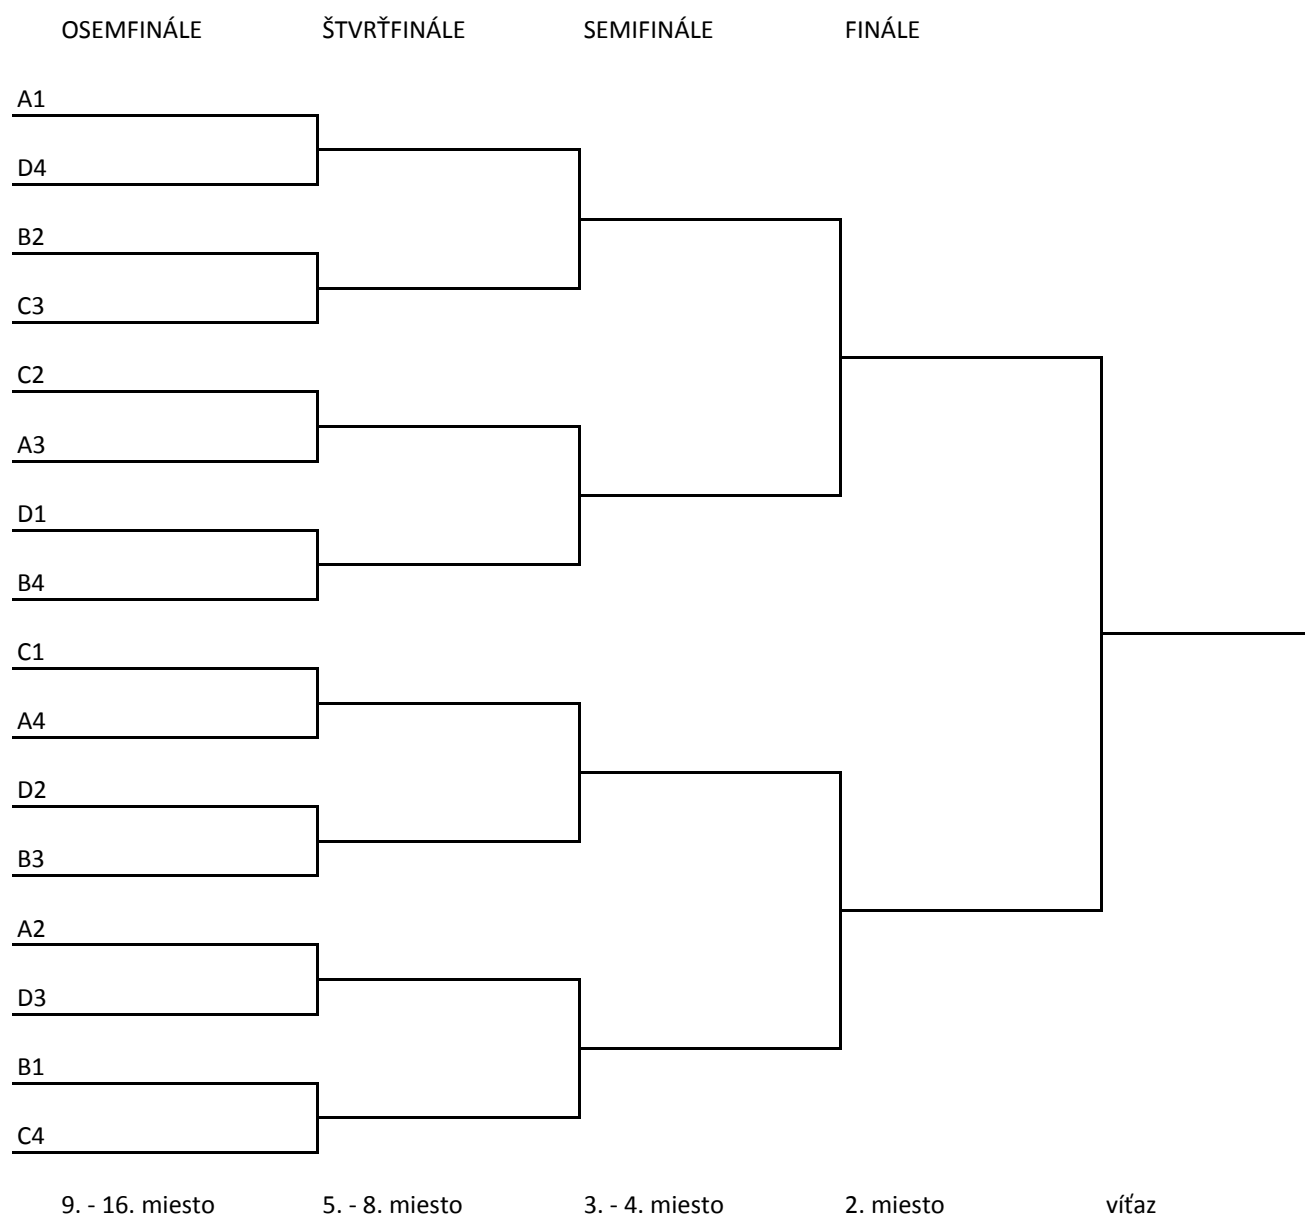 OSEMFINÁLE ŠTVRŤFINÁLE SEMIFINÁLE FINÁLE
A1
D4
B2
C3
C2
A3
D1
B4
C1
A4
D2
B3
A2
D3
B1
C4
9. - 16. miesto 5. - 8. miesto 3. - 4. miesto 2. miesto víťaz